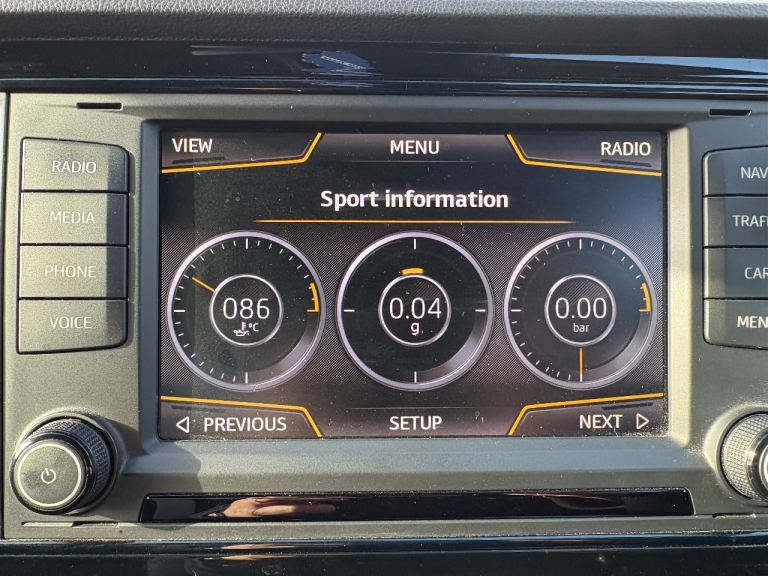 VIEW
MENU
RADIO
RADIO
MEDIA
PHONE
VOICE
Sport information
086
°C
0.04
g
0.00
bar
PREVIOUS
SETUP
NEXT
NAV
TRAF
CAR
MEN